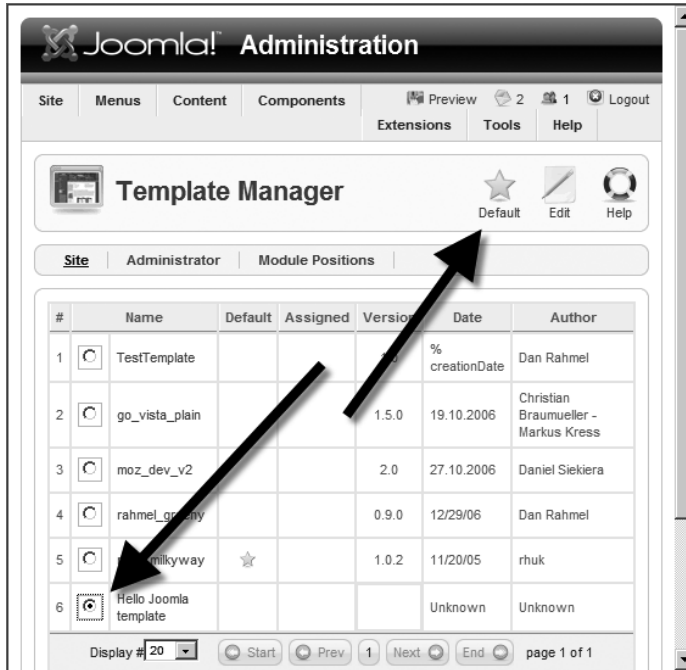 Joomla! Administration
Site Menus Content Components Preview 2 1 Logout
Extensions Tools Help
Template Manager
Default Edit Help
Site Administrator Module Positions
# Name Default Assigned Version Date Author
1 TestTemplate % creationDate Dan Rahmel
2 go_vista_plain 1.5.0 19.10.2006 Christian Braumueller - Markus Kress
3 moz_dev_v2 2.0 27.10.2006 Daniel Siekiera
4 0.9.0 12/29/06 Dan Rahmel
5 1.0.2 11/20/05 rhuk
6 Hello Joomla template Unknown Unknown
Display # 20 Start Prev 1 Next End page 1 of 1